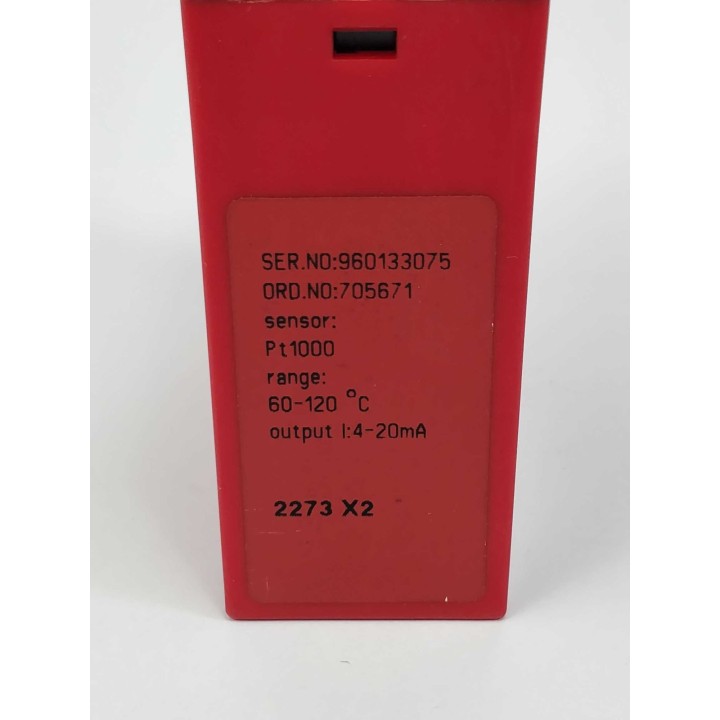 SER.NO:960133075
ORD.NO:705671
sensor:
Pt1000
range:
60-120 °C
output I:4-20mA
2273 X2